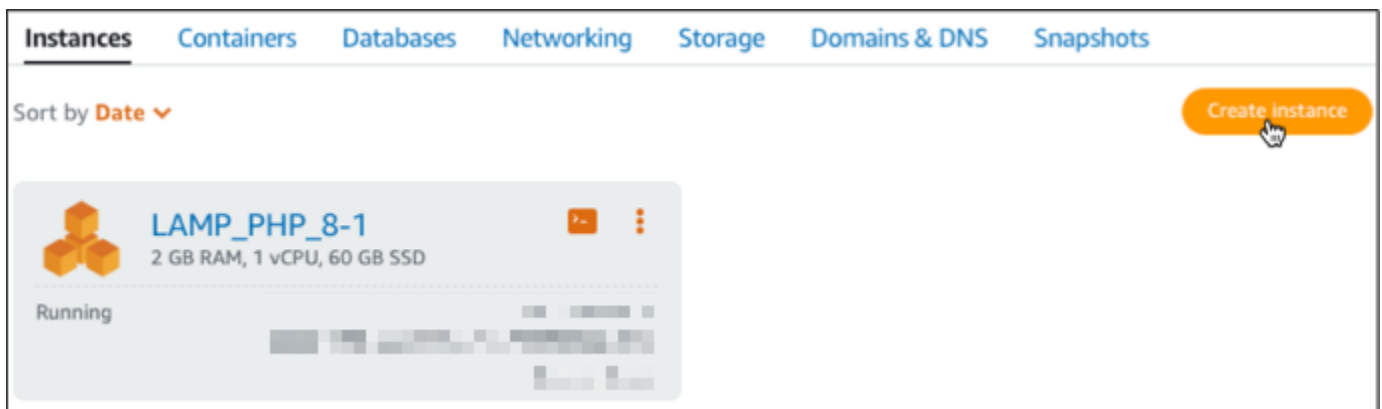 Instances Containers Databases Networking Storage Domains & DNS Snapshots
Sort by Date
Create instance
LAMP_PHP_8-1
2 GB RAM, 1 vCPU, 60 GB SSD
Running